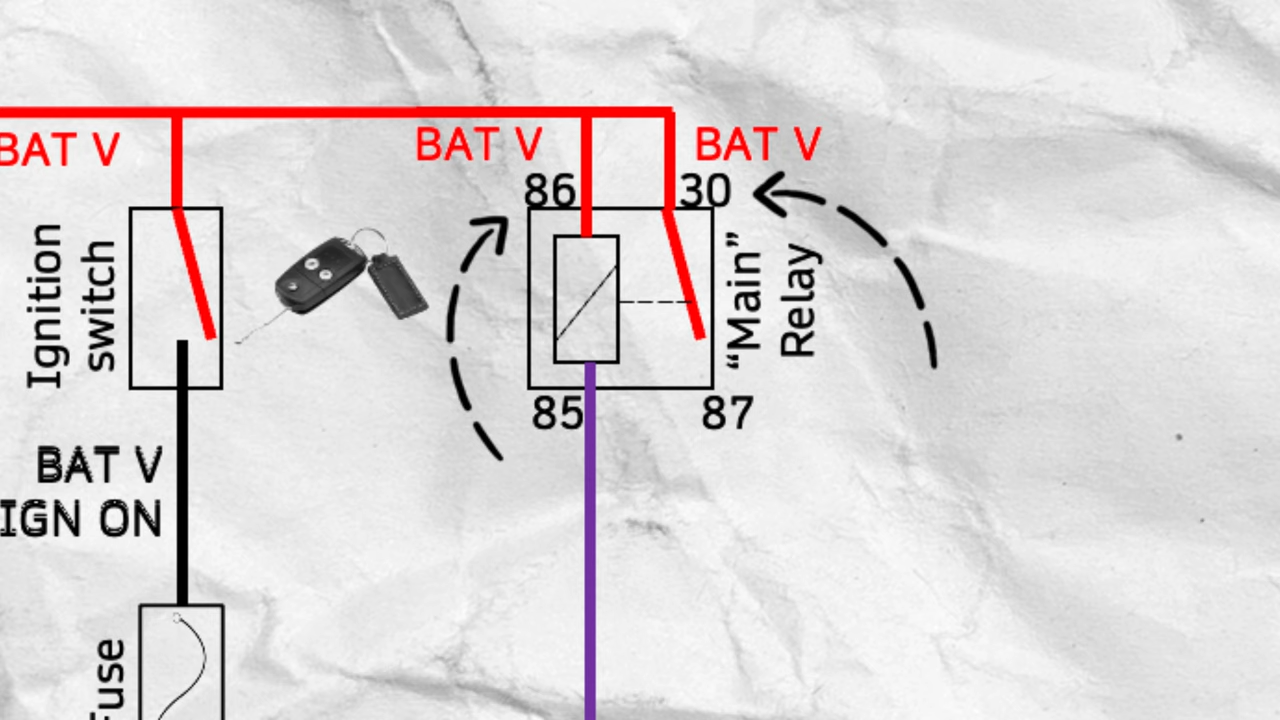 BAT V
BAT V
BAT V
86
30
Ignition
switch
“Main”
Relay
85
87
BAT V
IGN ON
Fuse